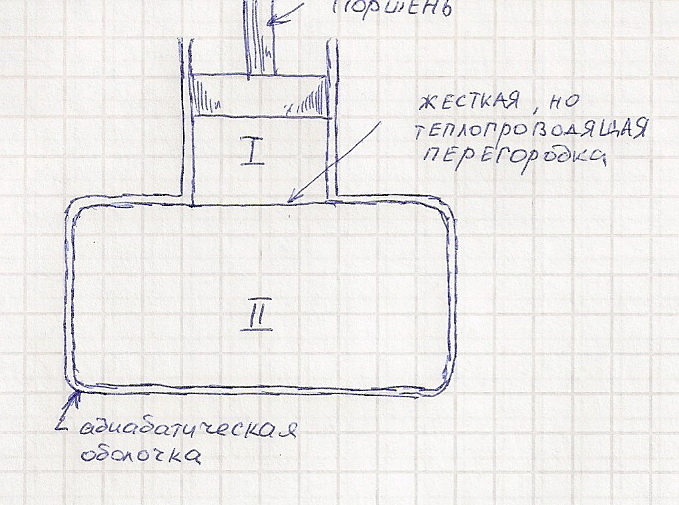 ПОРШЕНЬ
ЖЕСТКАЯ, НО
ТЕПЛОПРОВОДЯЩАЯ
ПЕРЕГОРОДКА
I
II
адиабатическая
оболочка